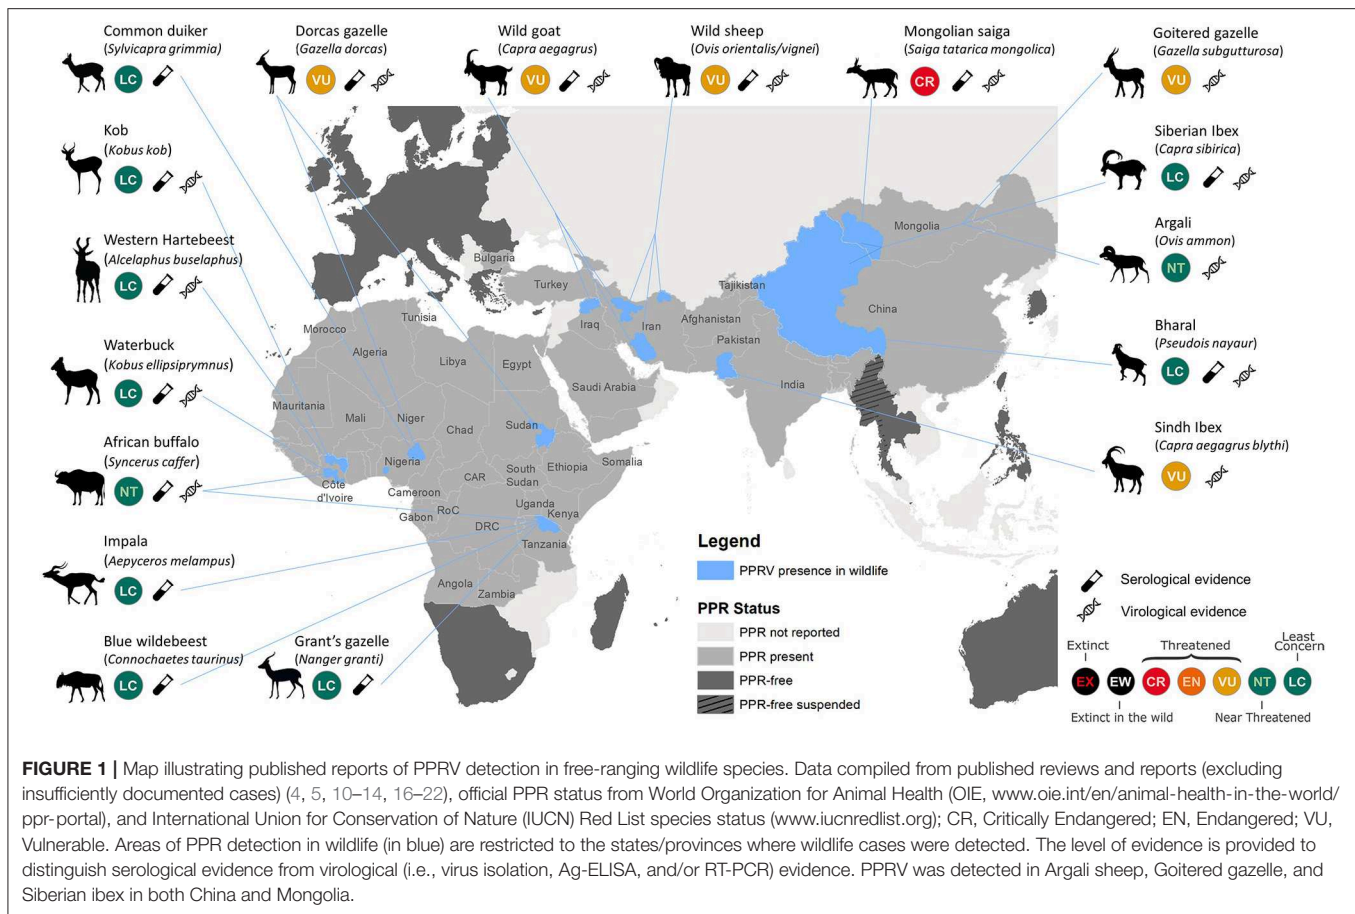 Common duiker
(Sylvicapra grimmia)
LC
Dorcas gazelle
(Gazella dorcas)
VU
Wild goat
(Capra aegagrus)
VU
Wild sheep
(Ovis orientalis/vignei)
VU
Mongolian saiga
(Saiga tatarica mongolica)
CR
Goitered gazelle
(Gazella subgutturosa)
VU
Kob
(Kobus kob)
LC
Siberian Ibex
(Capra sibirica)
LC
Western Hartebeest
(Alcelaphus buselaphus)
LC
Argali
(Ovis ammon)
NT
Waterbuck
(Kobus ellipsiprymnus)
LC
Bharal
(Pseudois nayaur)
LC
African buffalo
(Syncerus caffer)
NT
Sindh Ibex
(Capra aegagrus blythi)
VU
Impala
(Aepyceros melampus)
LC
Blue wildebeest
(Connochaetes taurinus)
LC
Grant's gazelle
(Nanger granti)
LC
Mongolia
Bulgaria
Turkey
Tajikistan
China
Tunisia
Morocco
Iraq
Iran
Afghanistan
Pakistan
Algeria
Libya
Egypt
Saudi Arabia
India
Mauritania
Mali
Niger
Chad
Sudan
Nigeria
CAR
South
Sudan
Ethiopia
Somalia
Côte
d'Ivoire
Cameroon
Gabon
RoC
DRC
Uganda
Kenya
Tanzania
Angola
Zambia
Legend
PPRV presence in wildlife
PPR Status
PPR not reported
PPR present
PPR-free
PPR-free suspended
Serological evidence
Virological evidence
Extinct
Threatened
Least
Concern
EX EW CR EN VU NT LC
Extinct in the wild
Near Threatened
FIGURE 1 | Map illustrating published reports of PPRV detection in free-ranging wildlife species. Data compiled from published reviews and reports (excluding
insufficiently documented cases) (4, 5, 10–14, 16–22), official PPR status from World Organization for Animal Health (OIE, www.oie.int/en/animal-health-in-the-world/
ppr-portal), and International Union for Conservation of Nature (IUCN) Red List species status (www.iucnredlist.org); CR, Critically Endangered; EN, Endangered; VU,
Vulnerable. Areas of PPR detection in wildlife (in blue) are restricted to the states/provinces where wildlife cases were detected. The level of evidence is provided to
distinguish serological evidence from virological (i.e., virus isolation, Ag-ELISA, and/or RT-PCR) evidence. PPRV was detected in Argali sheep, Goitered gazelle, and
Siberian ibex in both China and Mongolia.